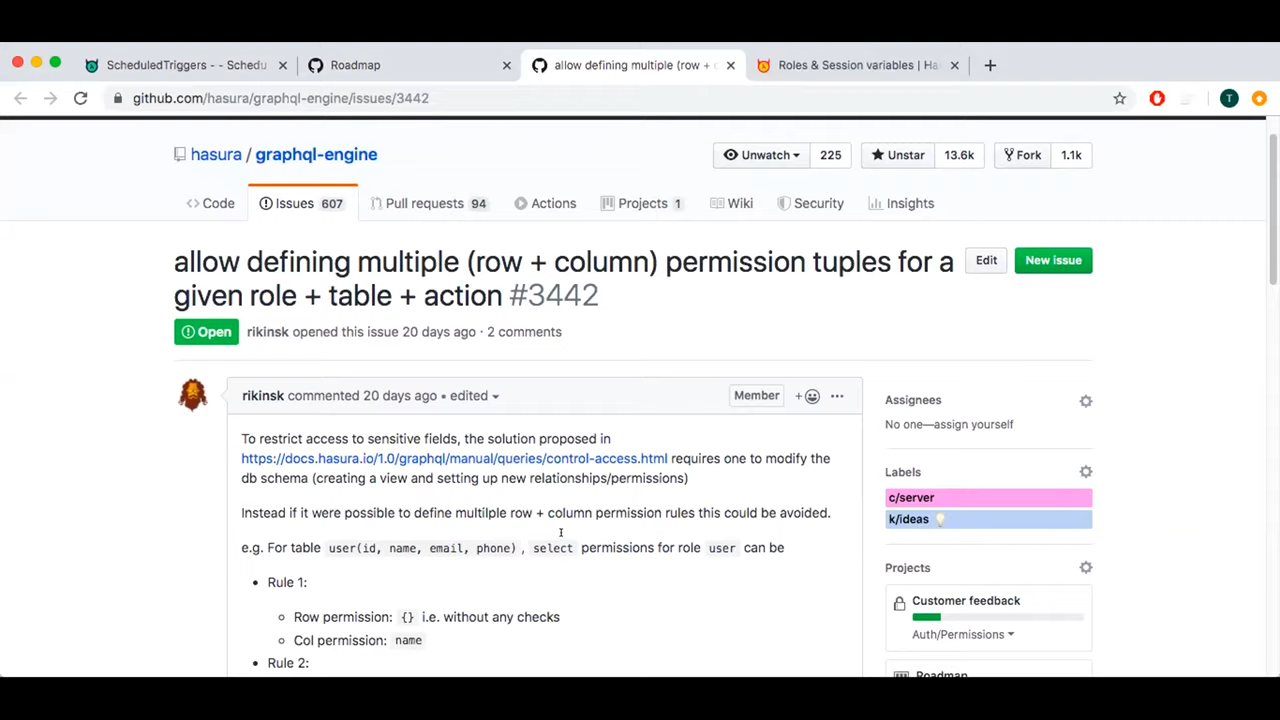 ScheduledTriggers - - Schedu
Roadmap
allow defining multiple (row + c
Roles & Session variables | Ha
github.com/hasura/graphql-engine/issues/3442
T
hasura / graphql-engine
Unwatch
225
Unstar
13.6k
Fork
1.1k
Code
Issues 607
Pull requests 94
Actions
Projects 1
Wiki
Security
Insights
allow defining multiple (row + column) permission tuples for a
given role + table + action #3442
Edit
New issue
Open
rikinsk opened this issue 20 days ago · 2 comments
rikinsk commented 20 days ago • edited
Member
To restrict access to sensitive fields, the solution proposed in
https://docs.hasura.io/1.0/graphql/manual/queries/control-access.html requires one to modify the
db schema (creating a view and setting up new relationships/permissions)
Instead if it were possible to define multilple row + column permission rules this could be avoided.
e.g. For table user(id, name, email, phone) , select permissions for role user can be
• Rule 1:
Row permission: {} i.e. without any checks
Col permission: name
• Rule 2:
Assignees
No one—assign yourself
Labels
c/server
k/ideas
Projects
Customer feedback
Auth/Permissions
Roadmap